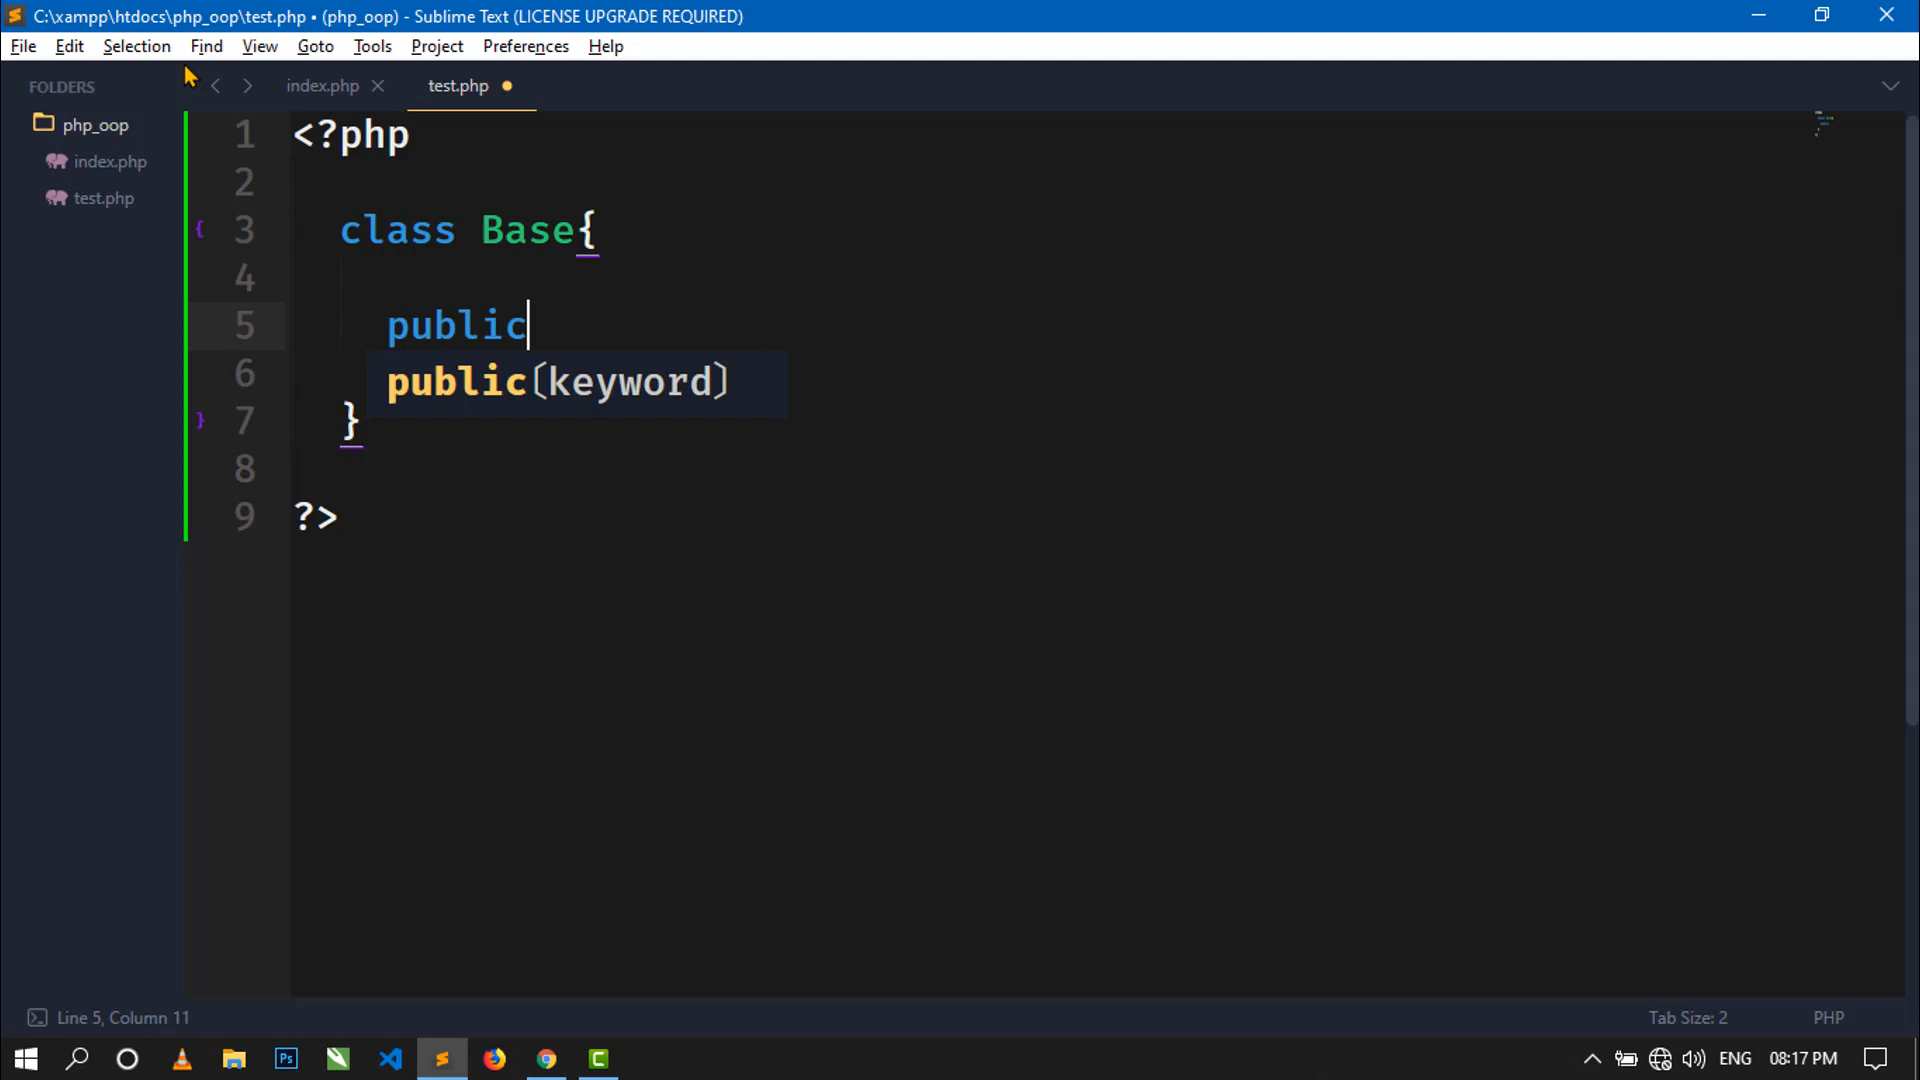 C:\xampp\htdocs\php_oop\test.php • (php_oop) - Sublime Text (LICENSE UPGRADE REQUIRED)
File Edit Selection Find View Goto Tools Project Preferences Help
FOLDERS
php_oop
index.php
test.php
index.php test.php
1 <?php
2
{ 3 class Base{
4
5 public
public(keyword)
6
} 7 }
8
9 ?>
Line 5, Column 11 Tab Size: 2 PHP
Ps C ENG 08:17 PM